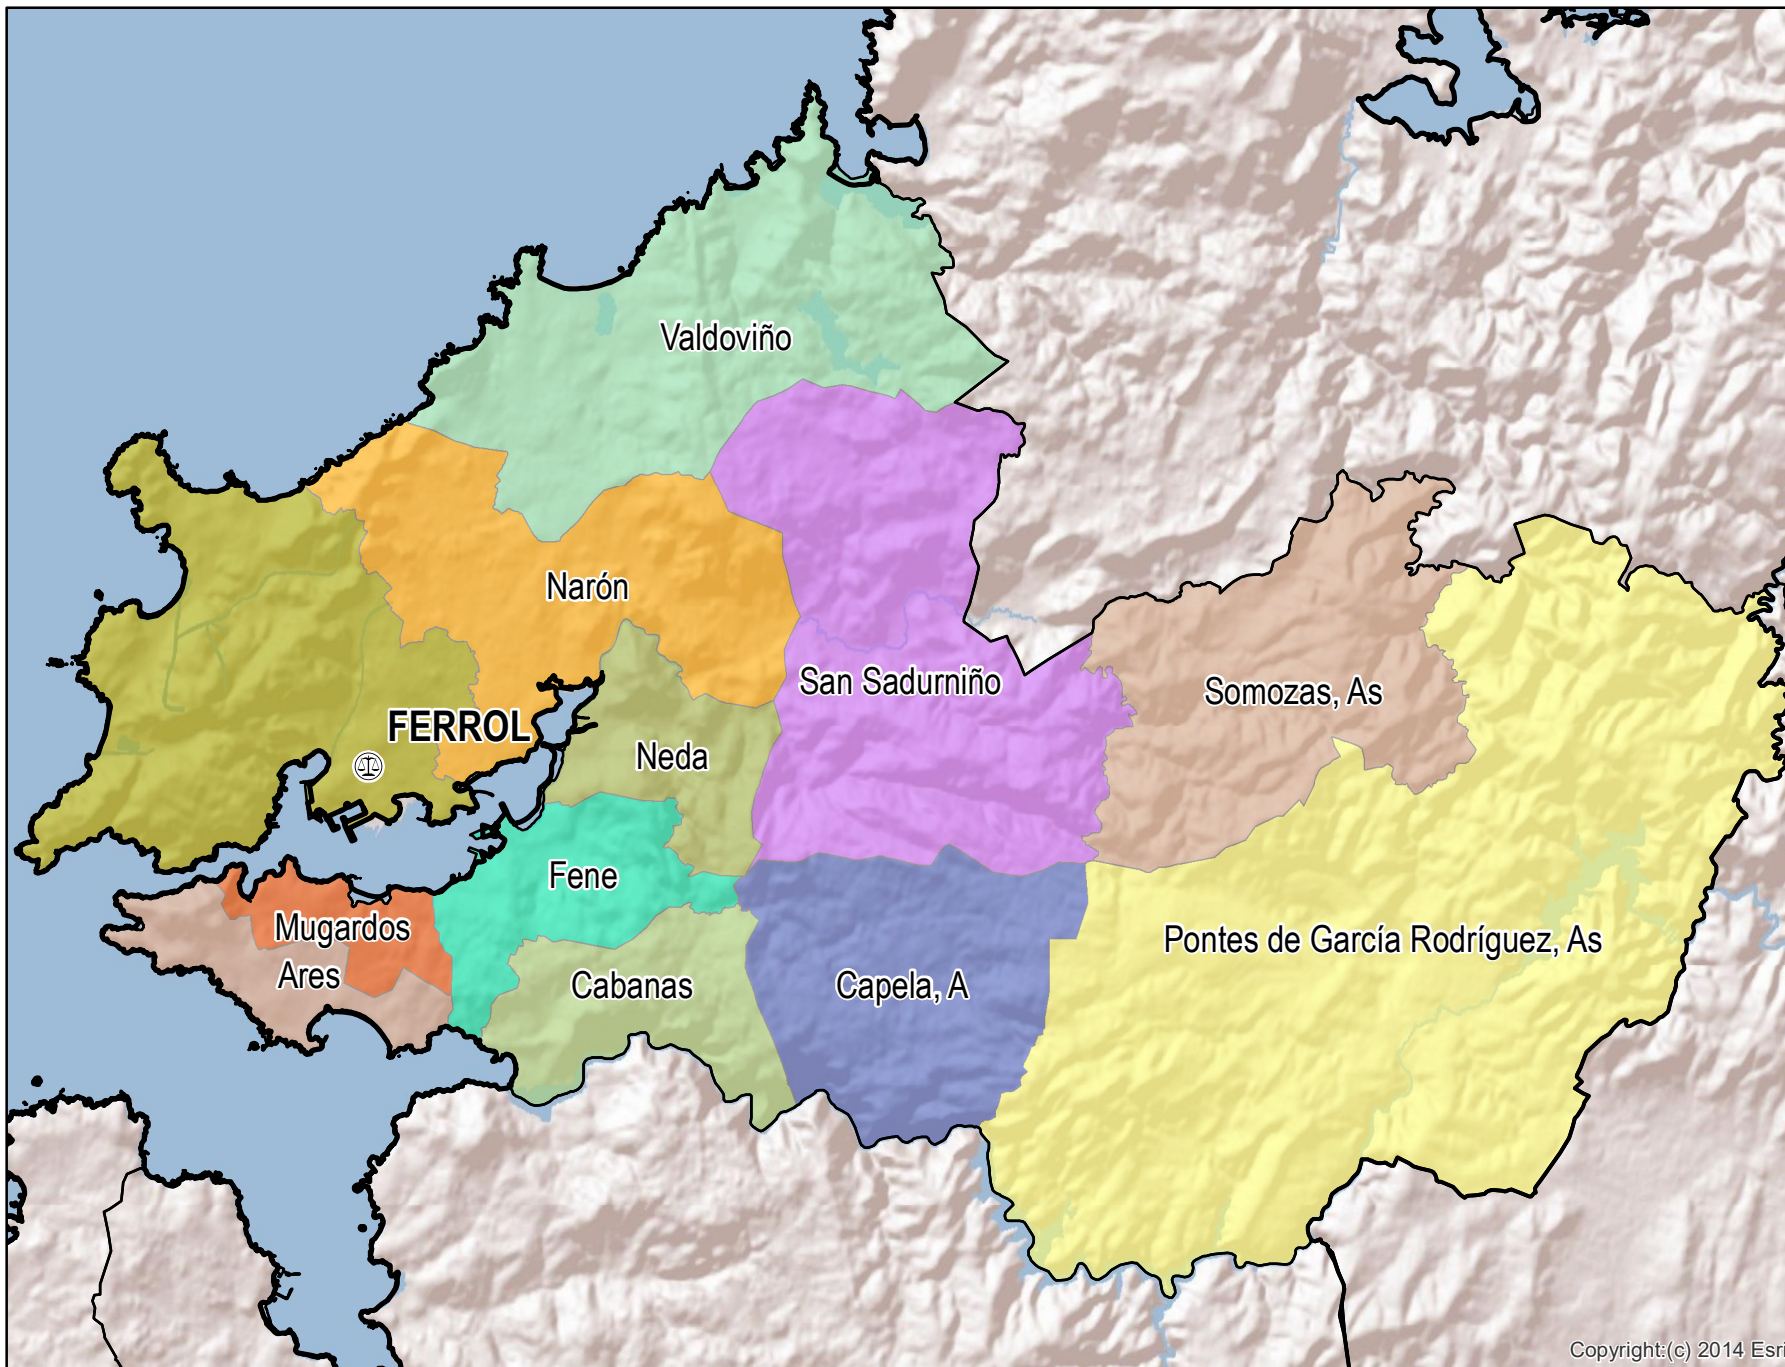 Valdoviño
Narón
San Sadurniño
Somozas, As
FERROL
Neda
Fene
Mugardos
Pontes de García Rodríguez, As
Ares
Cabanas
Capela, A
Copyright:(c) 2014 Esri